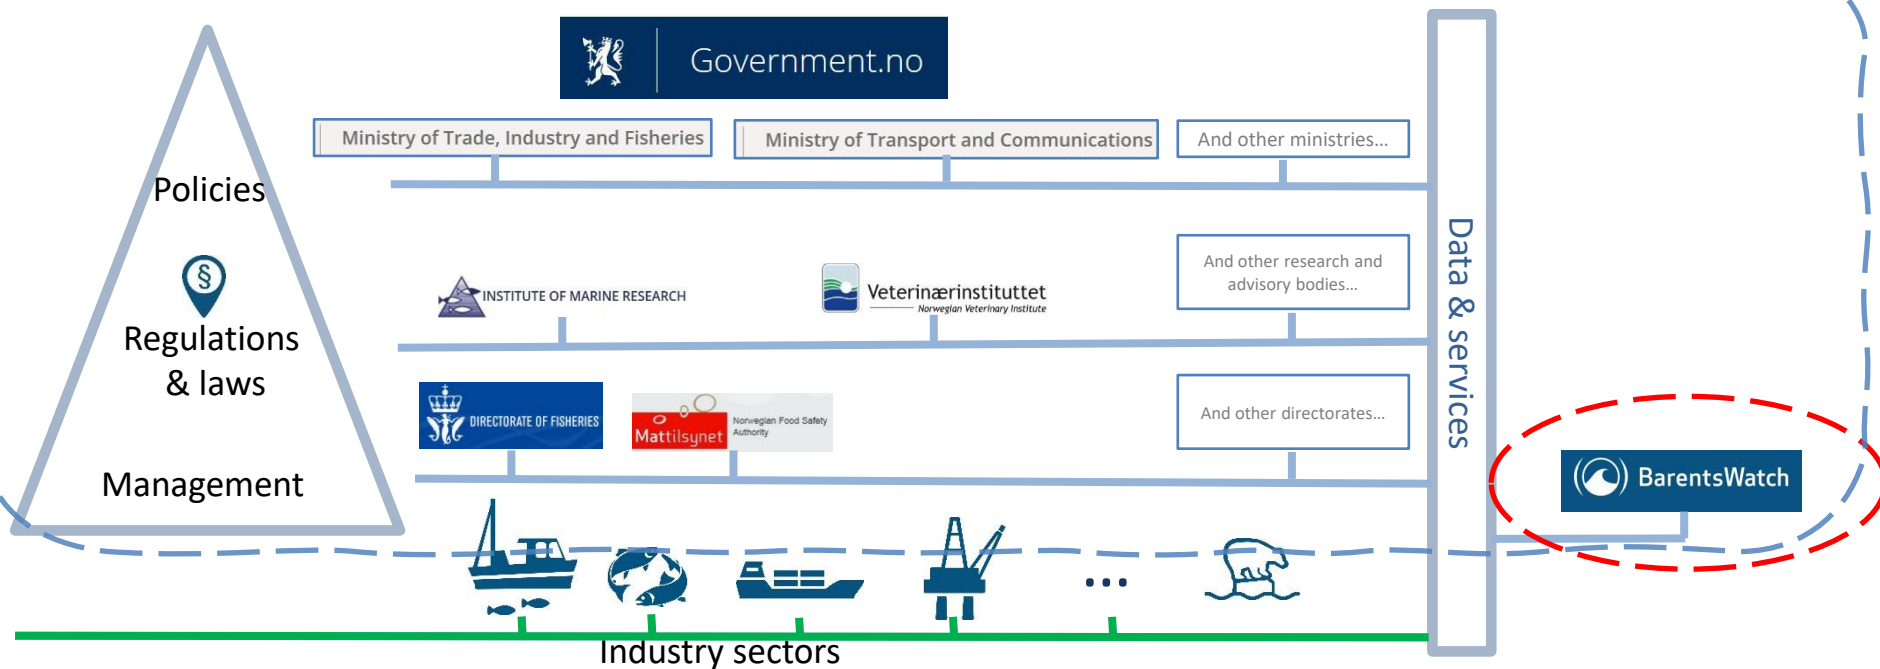 Government.no
Ministry of Trade, Industry and Fisheries
Ministry of Transport and Communications
And other ministries...
Policies
§
Regulations
& laws
Management
INSTITUTE OF MARINE RESEARCH
Veterinærinstituttet
Norwegian Veterinary Institute
And other research and
advisory bodies...
DIRECTORATE OF FISHERIES
Mattilsynet
Norwegian Food Safety
Authority
And other directorates...
Data & services
BarentsWatch
...
Industry sectors